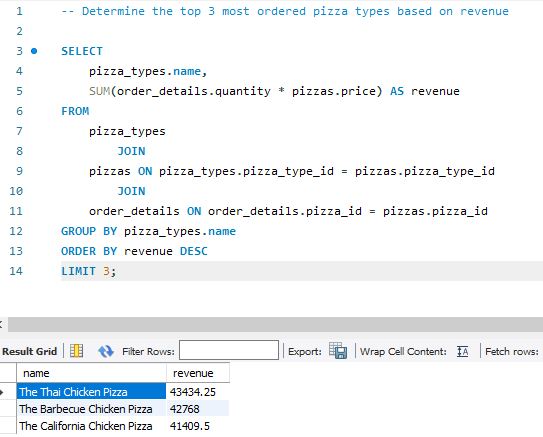 1 -- Determine the top 3 most ordered pizza types based on revenue
2
3 SELECT
4 pizza_types.name,
5 SUM(order_details.quantity * pizzas.price) AS revenue
6 FROM
7 pizza_types
8 JOIN
9 pizzas ON pizza_types.pizza_type_id = pizzas.pizza_type_id
10 JOIN
11 order_details ON order_details.pizza_id = pizzas.pizza_id
12 GROUP BY pizza_types.name
13 ORDER BY revenue DESC
14 LIMIT 3;
Result Grid Filter Rows: Export: Wrap Cell Content: IA Fetch rows:
name revenue
The Thai Chicken Pizza 43434.25
The Barbecue Chicken Pizza 42768
The California Chicken Pizza 41409.5